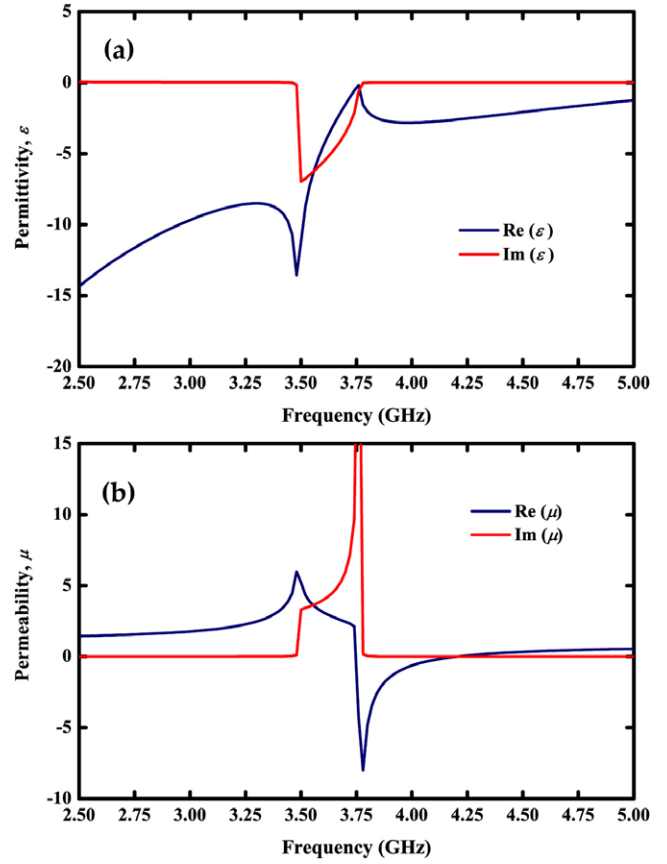 (a)
Permittivity, ε
5
0
-5
-10
-15
-20
Re (ε)
Im (ε)
2.50 2.75 3.00 3.25 3.50 3.75 4.00 4.25 4.50 4.75 5.00
Frequency (GHz)
(b)
Permeability, μ
15
10
5
0
-5
-10
Re (μ)
Im (μ)
2.50 2.75 3.00 3.25 3.50 3.75 4.00 4.25 4.50 4.75 5.00
Frequency (GHz)